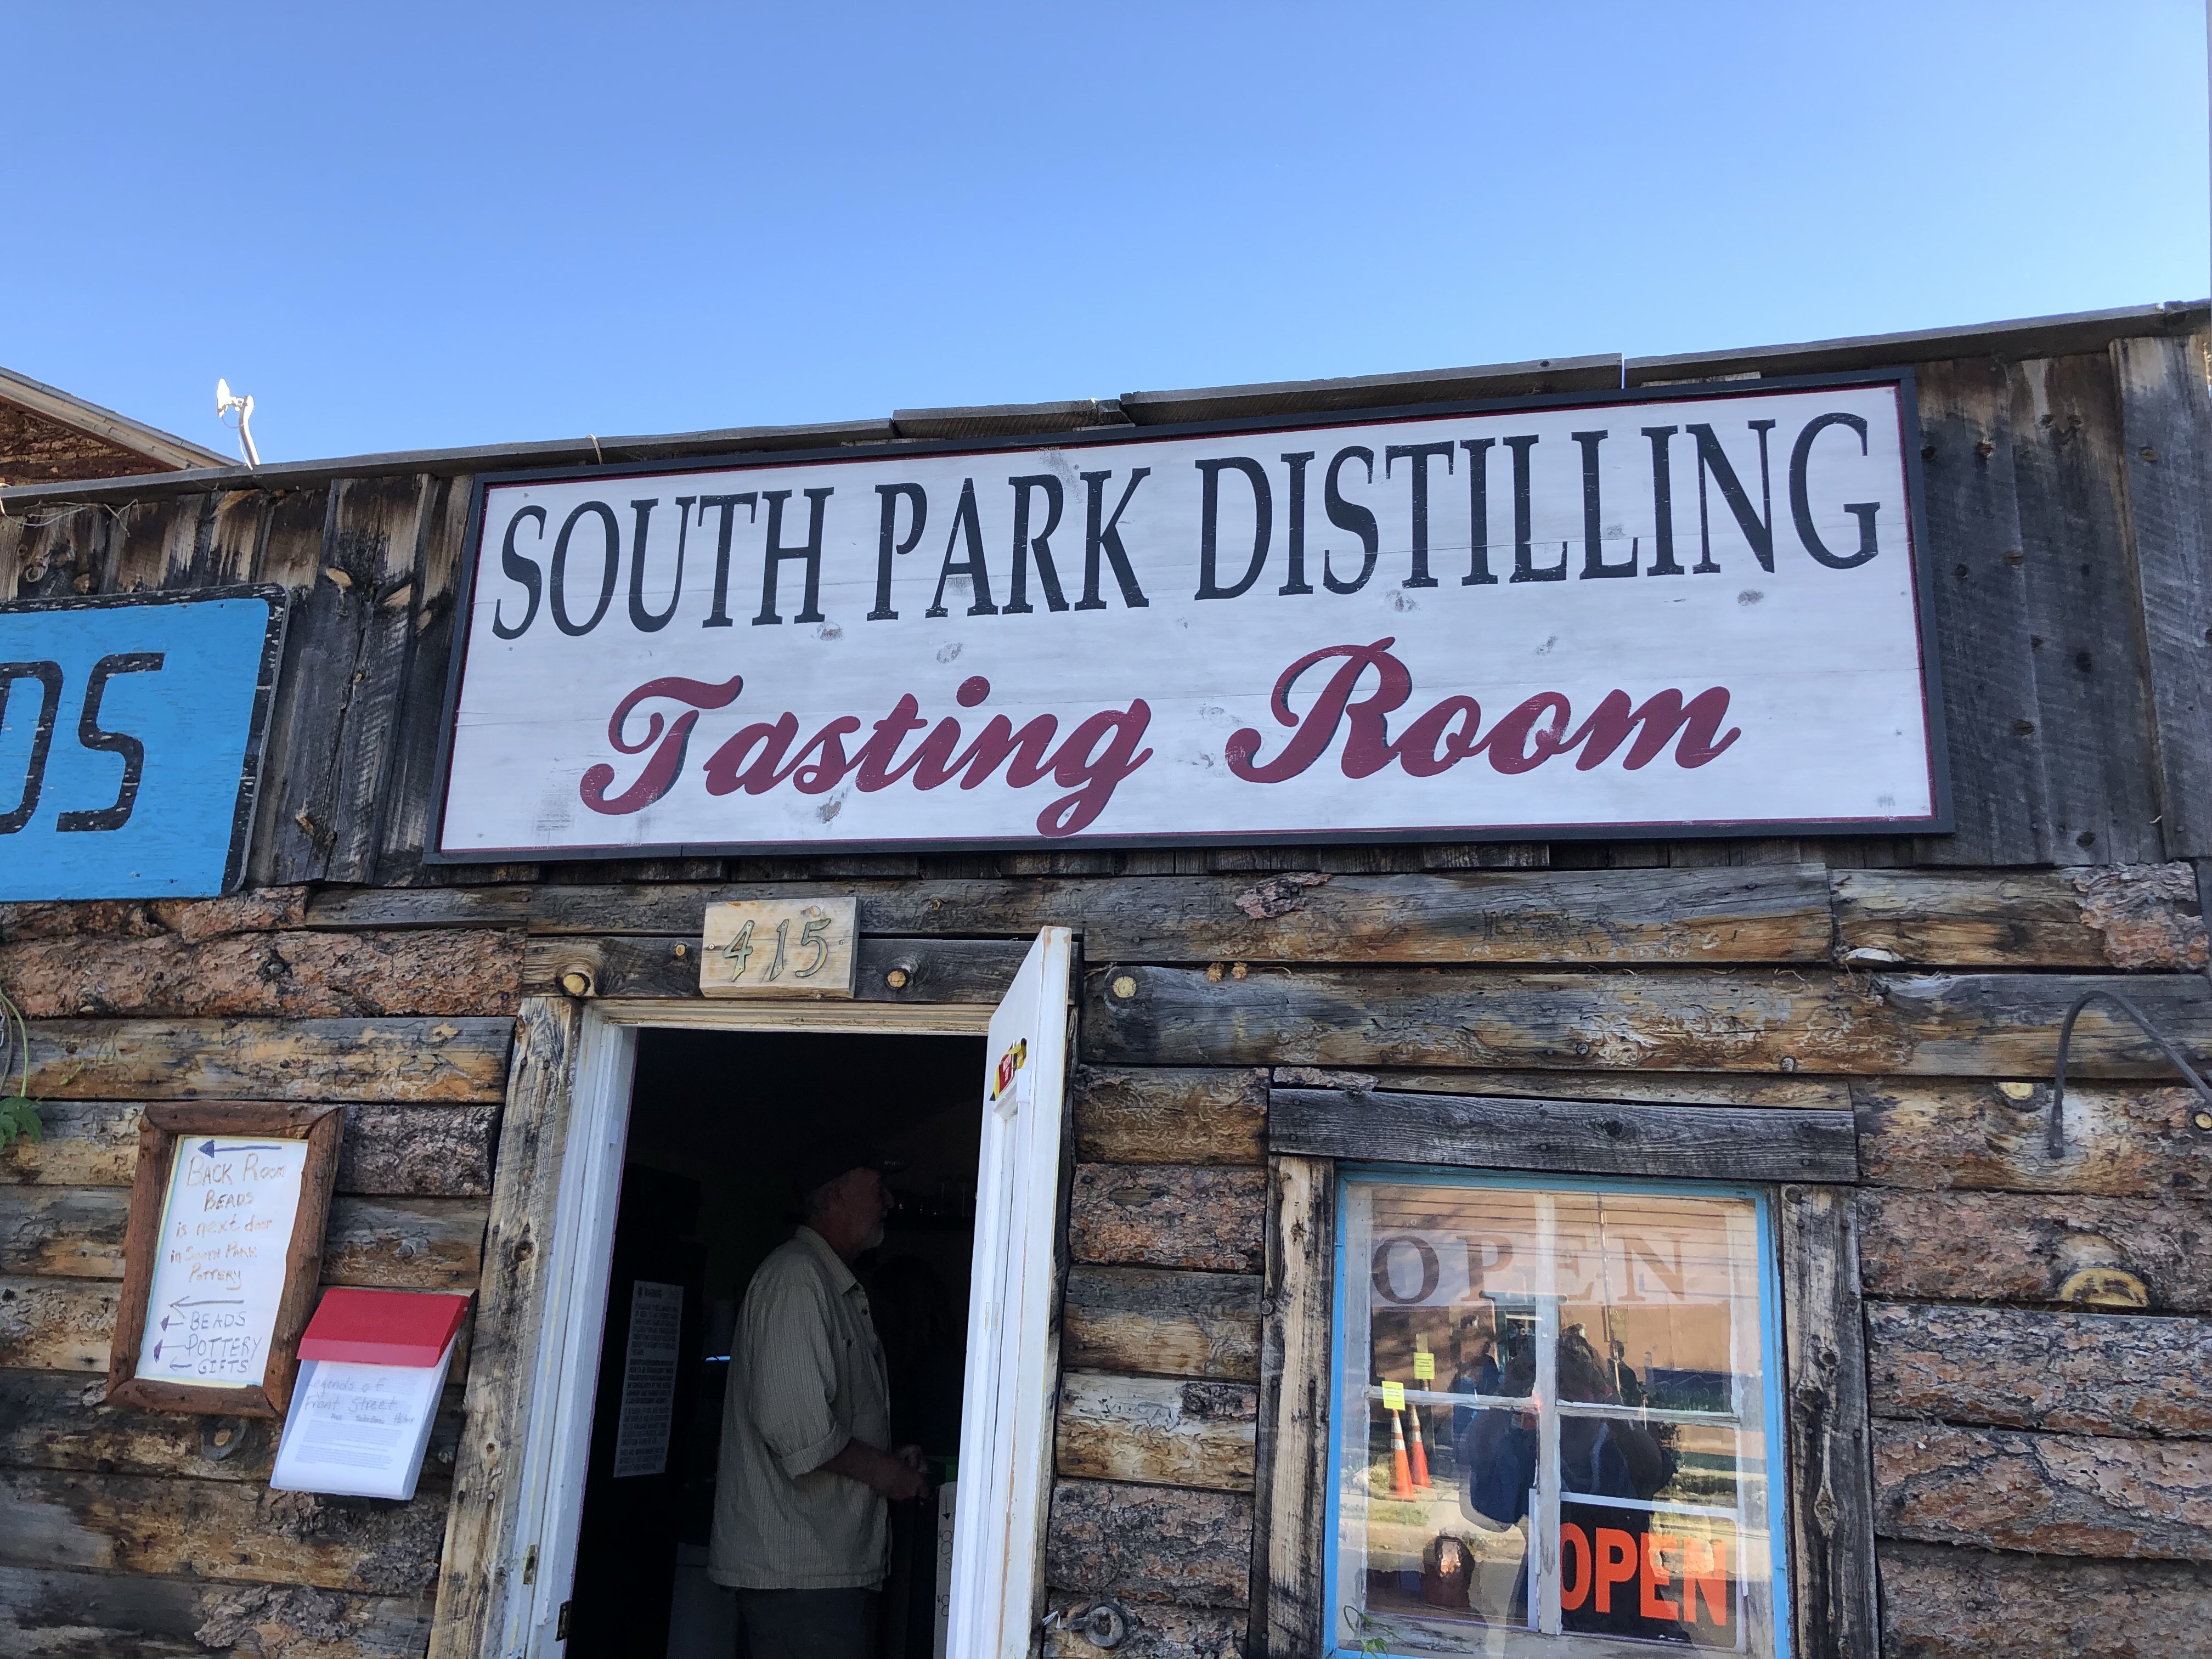 SOUTH PARK DISTILLING
Tasting Room
DS
415
BACK ROOM
BEADS
is next door
in SOUTH PARK
POTTERY
BEADS
POTTERY
GIFTS
Legends of
Front Street
OPEN
OPEN